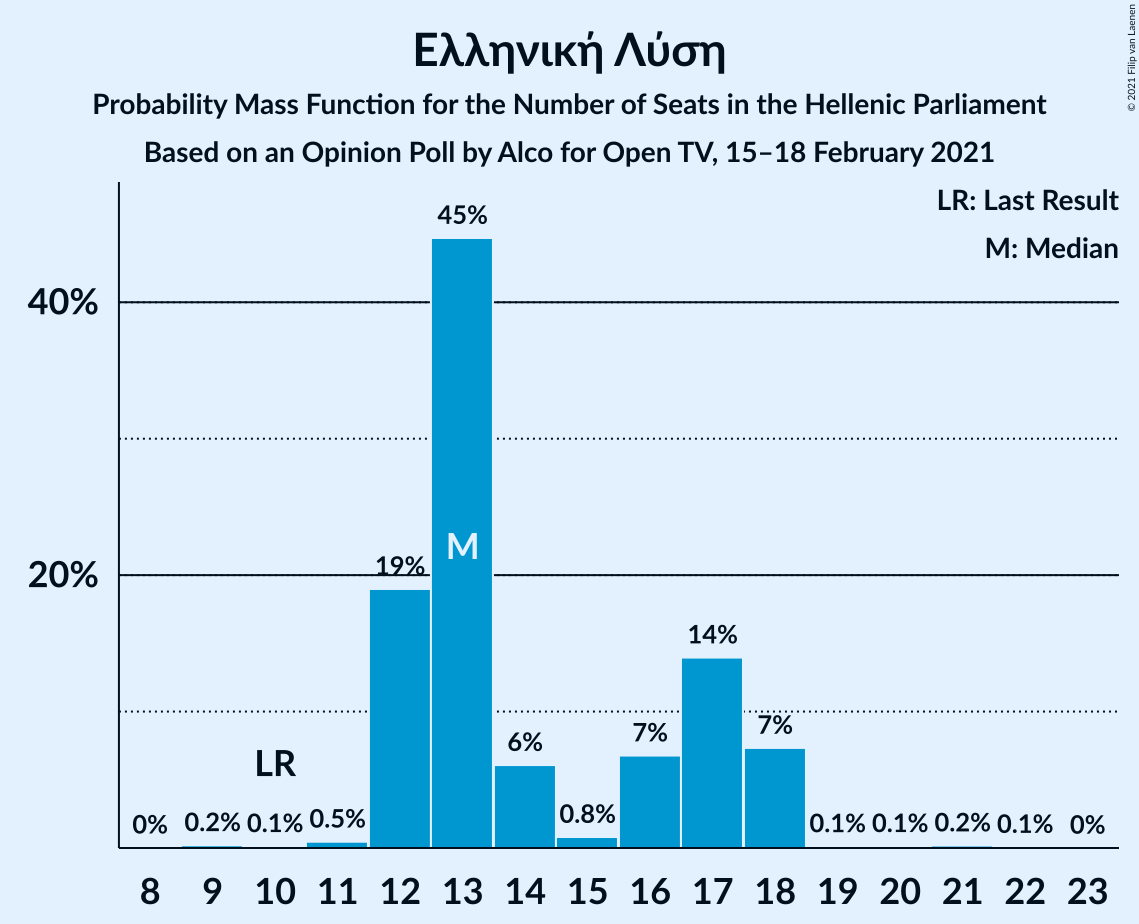 Ελληνική Λύση
Probability Mass Function for the Number of Seats in the Hellenic Parliament
Based on an Opinion Poll by Alco for Open TV, 15–18 February 2021
© 2021 Filip van Laenen
LR: Last Result
M: Median
45%
40%
M
19%
20%
14%
7%
7%
6%
LR
0%
0.2%
0.1%
0.5%
0.8%
0.1%
0.1%
0.2%
0.1%
0%
8 9 10 11 12 13 14 15 16 17 18 19 20 21 22 23